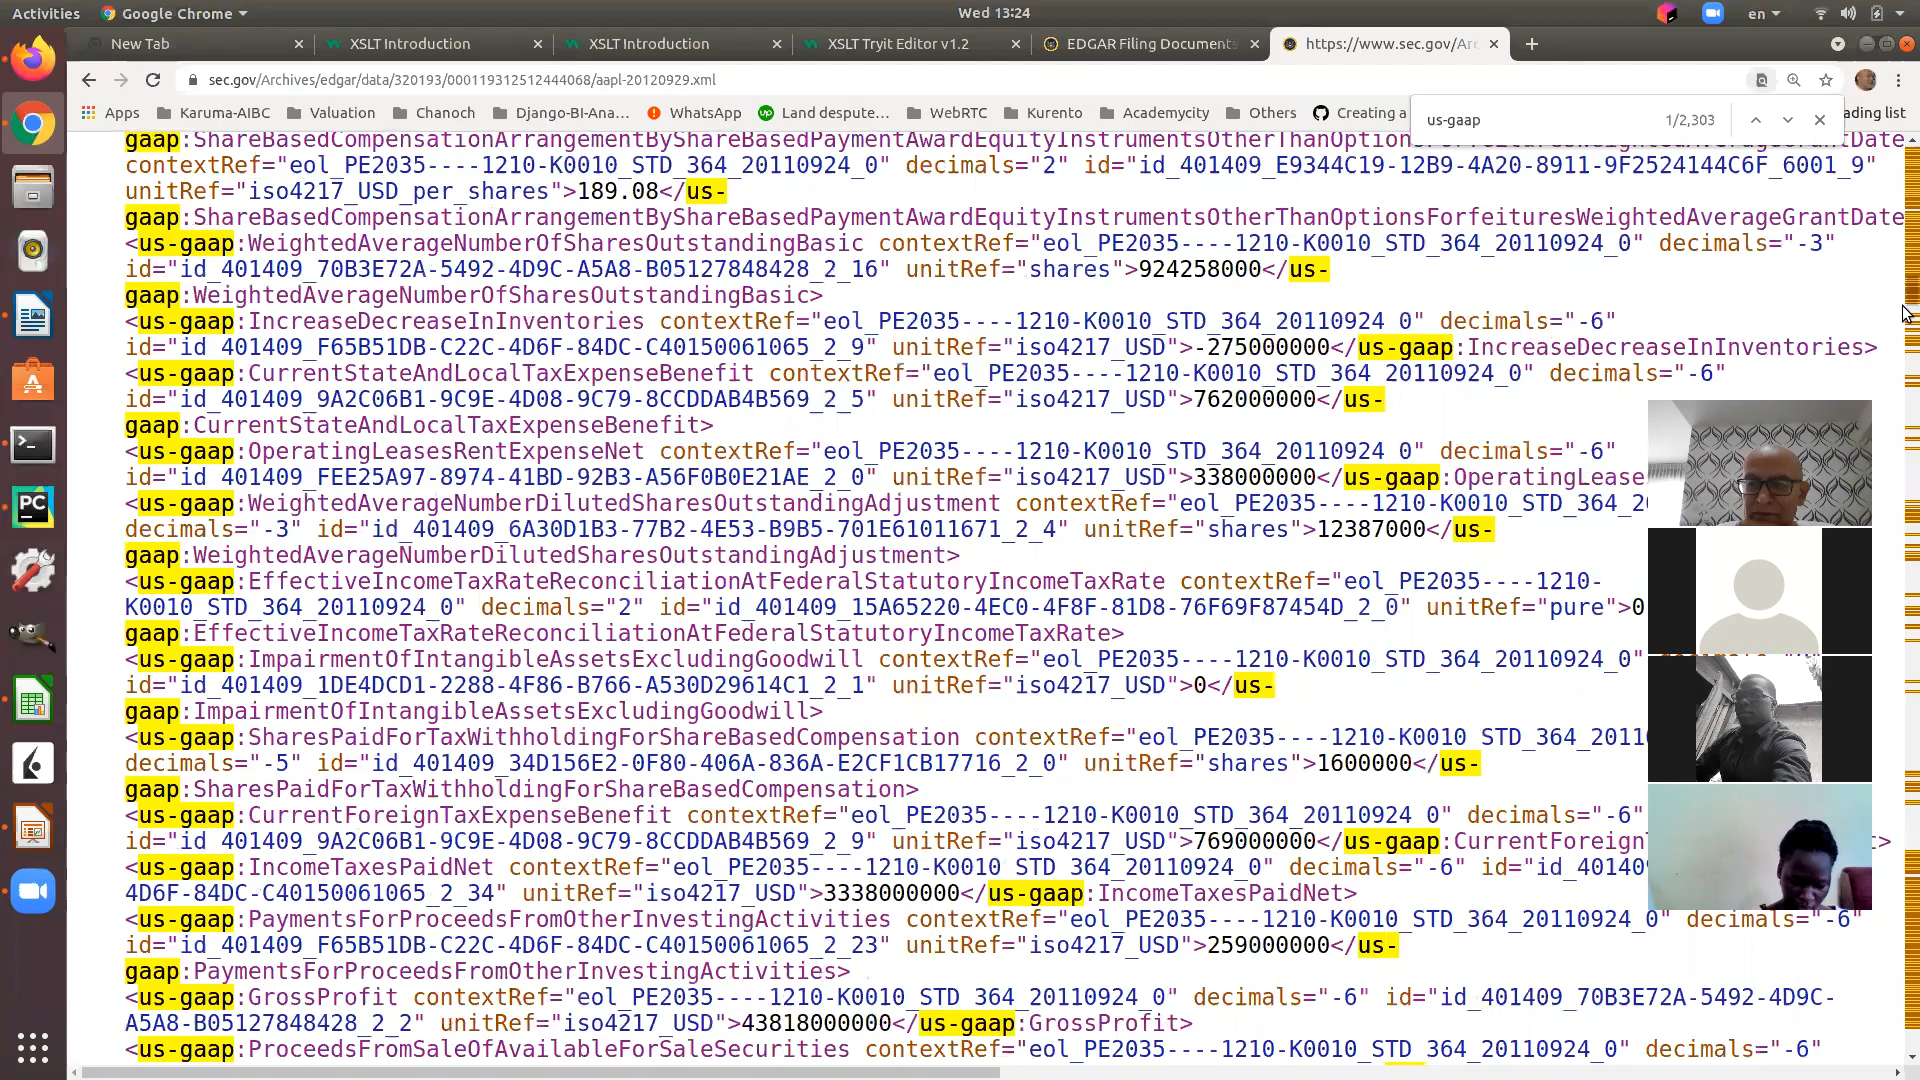 Activities Google Chrome Wed 13:24 en
New Tab XSLT Introduction XSLT Introduction XSLT Tryit Editor v1.2 EDGAR Filing Documents https://www.sec.gov/Arc
sec.gov/Archives/edgar/data/320193/000119312512444068/aapl-20120929.xml
Apps Karuma-AIBC Valuation Chanoch Django-BI-Ana... WhatsApp Land despute... WebRTC Kurento Academycity Others Creating a ading list
us-gaap 1/2,303
gaap:ShareBasedCompensationArrangementByShareBasedPaymentAwardEquityInstrumentsOtherThanOptionsForfeituresWeightedAverageGrantDate
contextRef="eol_PE2035----1210-K0010_STD_364_20110924_0" decimals="2" id="id_401409_E9344C19-12B9-4A20-8911-9F2524144C6F_6001_9"
unitRef="iso4217_USD_per_shares">189.08</us-
gaap:ShareBasedCompensationArrangementByShareBasedPaymentAwardEquityInstrumentsOtherThanOptionsForfeituresWeightedAverageGrantDate
<us-gaap:WeightedAverageNumberOfSharesOutstandingBasic contextRef="eol_PE2035----1210-K0010_STD_364_20110924_0" decimals="-3"
id="id_401409_70B3E72A-5492-4D9C-A5A8-B05127848428_2_16" unitRef="shares">924258000</us-
gaap:WeightedAverageNumberOfSharesOutstandingBasic>
<us-gaap:IncreaseDecreaseInInventories contextRef="eol_PE2035----1210-K0010_STD_364_20110924_0" decimals="-6"
id="id_401409_F65B51DB-C22C-4D6F-84DC-C40150061065_2_9" unitRef="iso4217_USD">-275000000</us-gaap:IncreaseDecreaseInInventories>
<us-gaap:CurrentStateAndLocalTaxExpenseBenefit contextRef="eol_PE2035----1210-K0010_STD_364_20110924_0" decimals="-6"
id="id_401409_9A2C06B1-9C9E-4D08-9C79-8CCDDAB4B569_2_5" unitRef="iso4217_USD">762000000</us-
gaap:CurrentStateAndLocalTaxExpenseBenefit>
<us-gaap:OperatingLeasesRentExpenseNet contextRef="eol_PE2035----1210-K0010_STD_364_20110924_0" decimals="-6"
id="id_401409_FEE25A97-8974-41BD-92B3-A56F0B0E21AE_2_0" unitRef="iso4217_USD">338000000</us-gaap:OperatingLease
<us-gaap:WeightedAverageNumberDilutedSharesOutstandingAdjustment contextRef="eol_PE2035----1210-K0010_STD_364_2
decimals="-3" id="id_401409_6A30D1B3-77B2-4E53-B9B5-701E61011671_2_4" unitRef="shares">12387000</us-
gaap:WeightedAverageNumberDilutedSharesOutstandingAdjustment>
<us-gaap:EffectiveIncomeTaxRateReconciliationAtFederalStatutoryIncomeTaxRate contextRef="eol_PE2035----1210-
K0010_STD_364_20110924_0" decimals="2" id="id_401409_15A65220-4EC0-4F8F-81D8-76F69F87454D_2_0" unitRef="pure">0
gaap:EffectiveIncomeTaxRateReconciliationAtFederalStatutoryIncomeTaxRate>
<us-gaap:ImpairmentOfIntangibleAssetsExcludingGoodwill contextRef="eol_PE2035----1210-K0010_STD_364_20110924_0"
id="id_401409_1DE4DCD1-2288-4F86-B766-A530D29614C1_2_1" unitRef="iso4217_USD">0</us-
gaap:ImpairmentOfIntangibleAssetsExcludingGoodwill>
<us-gaap:SharesPaidForTaxWithholdingForShareBasedCompensation contextRef="eol_PE2035----1210-K0010_STD_364_2011
decimals="-5" id="id_401409_34D156E2-0F80-406A-836A-E2CF1CB17716_2_0" unitRef="shares">1600000</us-
gaap:SharesPaidForTaxWithholdingForShareBasedCompensation>
<us-gaap:CurrentForeignTaxExpenseBenefit contextRef="eol_PE2035----1210-K0010_STD_364_20110924_0" decimals="-6"
id="id_401409_9A2C06B1-9C9E-4D08-9C79-8CCDDAB4B569_2_9" unitRef="iso4217_USD">769000000</us-gaap:CurrentForeign
<us-gaap:IncomeTaxesPaidNet contextRef="eol_PE2035----1210-K0010_STD_364_20110924_0" decimals="-6" id="id_40140
4D6F-84DC-C40150061065_2_34" unitRef="iso4217_USD">3338000000</us-gaap:IncomeTaxesPaidNet>
<us-gaap:PaymentsForProceedsFromOtherInvestingActivities contextRef="eol_PE2035----1210-K0010_STD_364_20110924_0" decimals="-6"
id="id_401409_F65B51DB-C22C-4D6F-84DC-C40150061065_2_23" unitRef="iso4217_USD">259000000</us-
gaap:PaymentsForProceedsFromOtherInvestingActivities>
<us-gaap:GrossProfit contextRef="eol_PE2035----1210-K0010_STD_364_20110924_0" decimals="-6" id="id_401409_70B3E72A-5492-4D9C-
A5A8-B05127848428_2_2" unitRef="iso4217_USD">43818000000</us-gaap:GrossProfit>
<us-gaap:ProceedsFromSaleOfAvailableForSaleSecurities contextRef="eol_PE2035----1210-K0010_STD_364_20110924_0" decimals="-6"